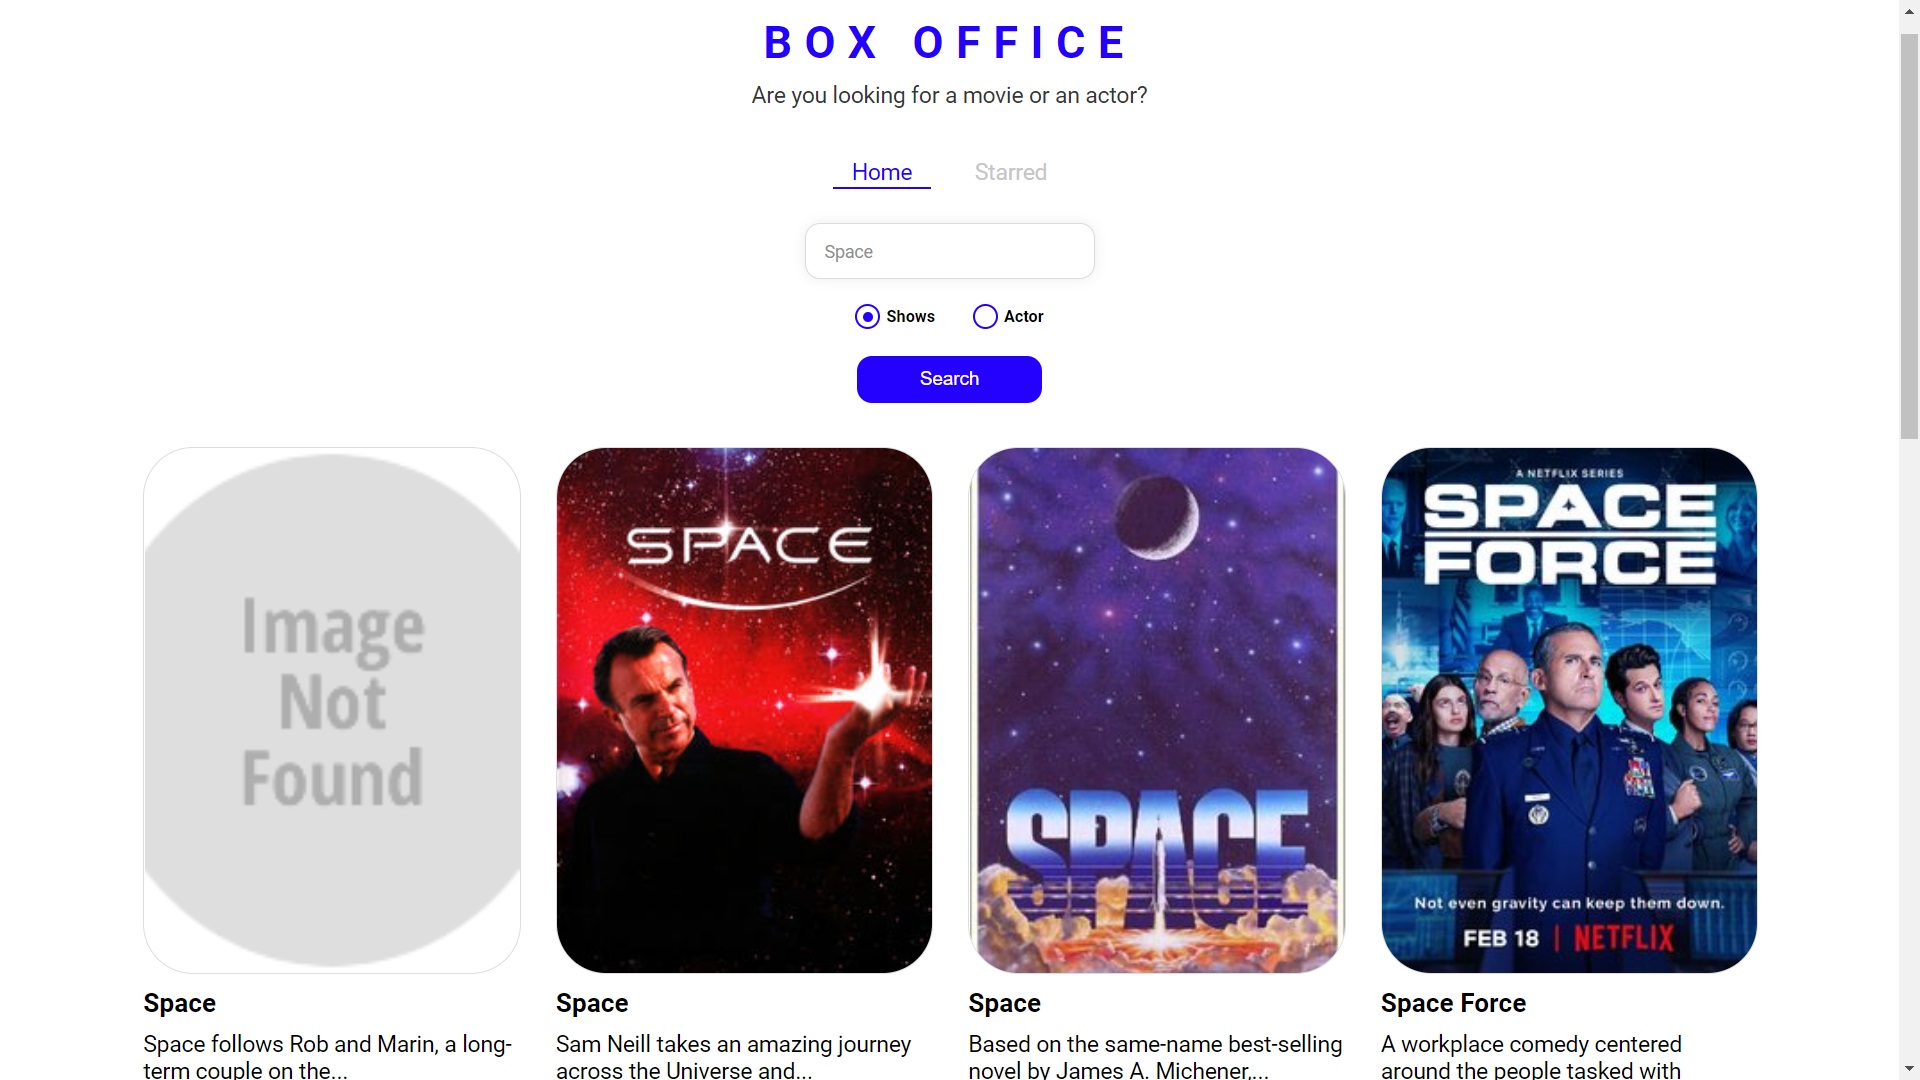 BOX OFFICE
Are you looking for a movie or an actor?
Home
Starred
Space
Shows
Actor
Search
Image
Not
Found
SPACE
SPACE
A NETFLIX SERIES
SPACE
FORCE
Not even gravity can keep them down.
FEB 18 | NETFLIX
Space
Space follows Rob and Marin, a long-
term couple on the...
Space
Sam Neill takes an amazing journey
across the Universe and...
Space
Based on the same-name best-selling
novel by James A. Michener,...
Space Force
A workplace comedy centered
around the people tasked with